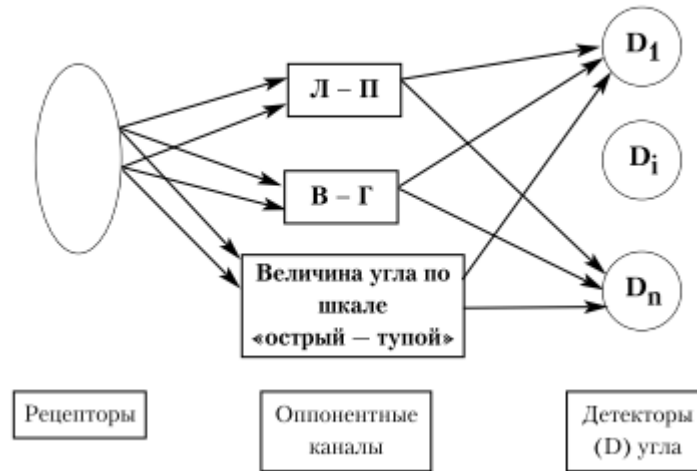 Л – П
D1
В – Г
Di
Величина угла по
шкале
«острый — тупой»
Dn
Рецепторы
Оппонентные
каналы
Детекторы
(D) угла